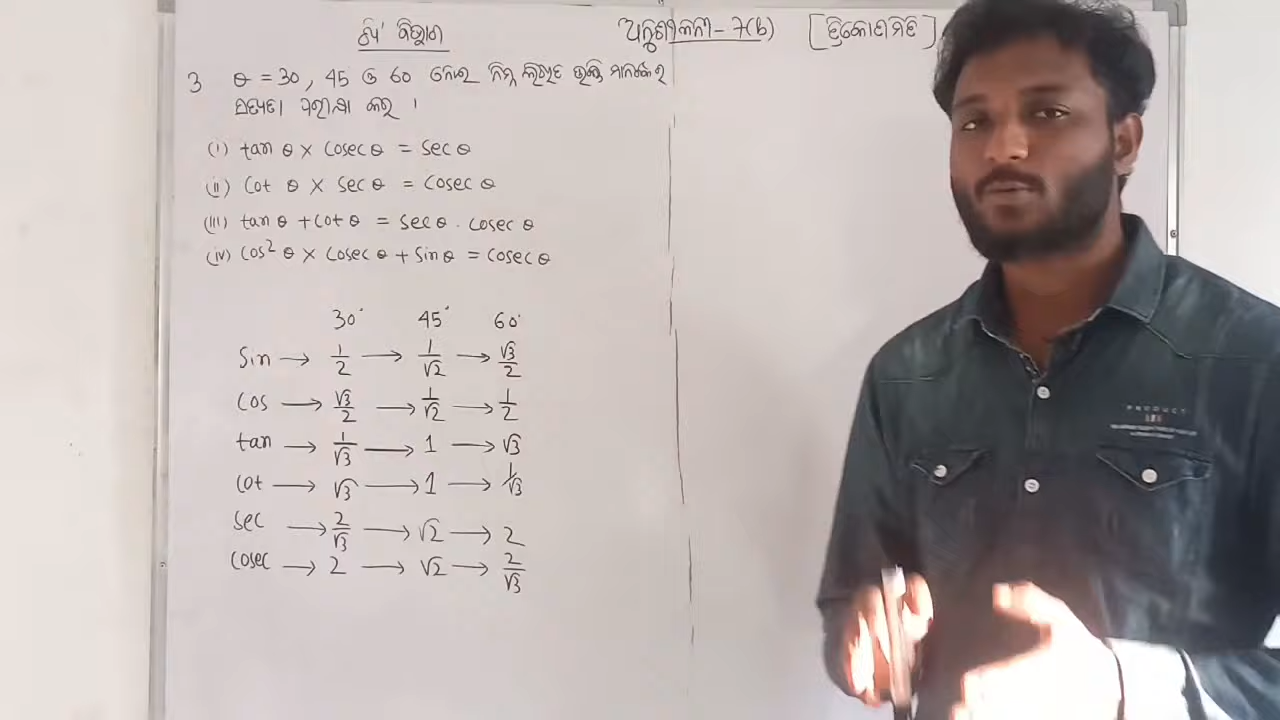 'ଖ' ବିଭାଗ
ଅନୁଶୀଳନୀ - 7(b) [ତ୍ରିକୋଣମିତି]
3 θ = 30, 45 ଓ 60 ନେଇ ନିମ୍ନ ଲିଖିତ ଉକ୍ତି ମାନଙ୍କର
ସତ୍ୟତା ପରୀକ୍ଷା କର ।
(i) tan θ × cosec θ = sec θ
(ii) cot θ × sec θ = cosec θ
(iii) tan θ + cot θ = sec θ . cosec θ
(iv) cos² θ × cosec θ + sin θ = cosec θ
30° 45° 60°
Sin → 1/2 → 1/√2 → √3/2
cos → √3/2 → 1/√2 → 1/2
tan → 1/√3 → 1 → √3
cot → √3 → 1 → 1/√3
sec → 2/√3 → √2 → 2
cosec → 2 → √2 → 2/√3
PRODUCT